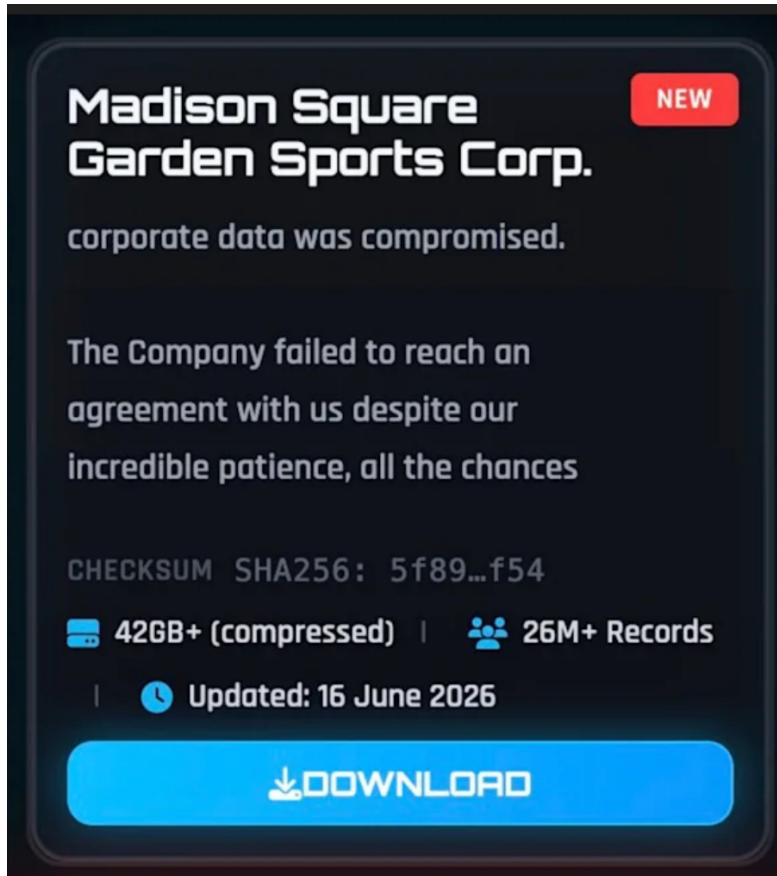 Madison Square
NEW
Garden Sports Corp.
corporate data was compromised.
The Company failed to reach an
agreement with us despite our
incredible patience, all the chances
CHECKSUM SHA256: 5f89…f54
42GB+ (compressed) | 26M+ Records
| Updated: 16 June 2026
DOWNLOAD